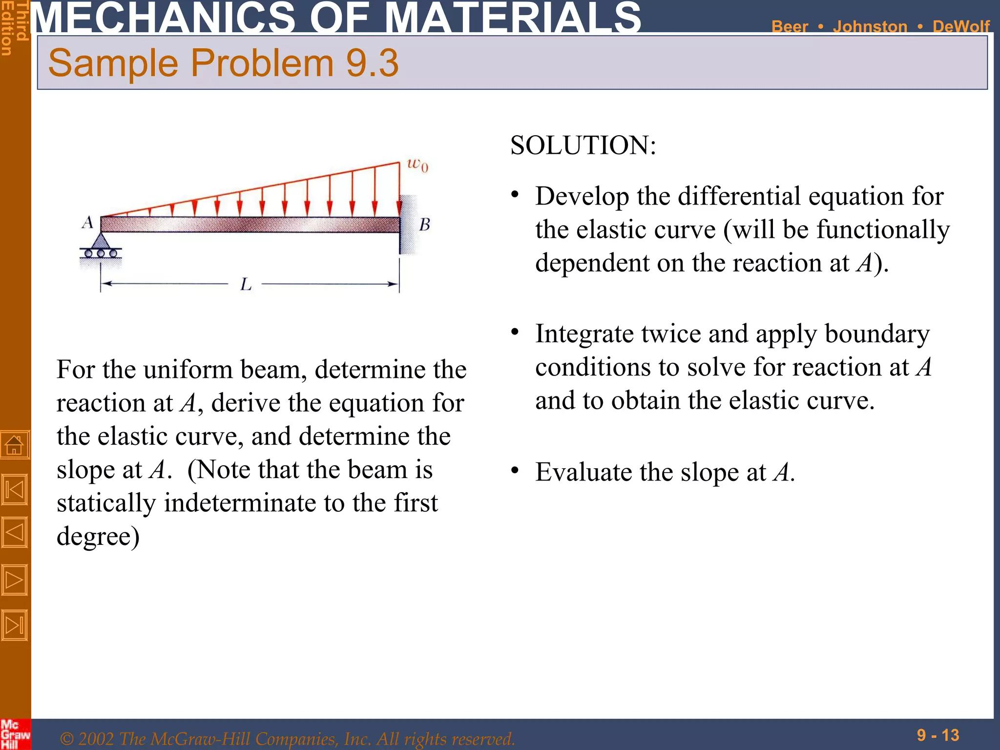 Third
Edition
MECHANICS OF MATERIALS
Beer • Johnston • DeWolf
Sample Problem 9.3
w0
A
B
L
For the uniform beam, determine the
reaction at A, derive the equation for
the elastic curve, and determine the
slope at A.  (Note that the beam is
statically indeterminate to the first
degree)
SOLUTION:
• Develop the differential equation for
the elastic curve (will be functionally
dependent on the reaction at A).
• Integrate twice and apply boundary
conditions to solve for reaction at A
and to obtain the elastic curve.
• Evaluate the slope at A.
Mc
Graw
Hill
© 2002 The McGraw-Hill Companies, Inc. All rights reserved.
9 - 13